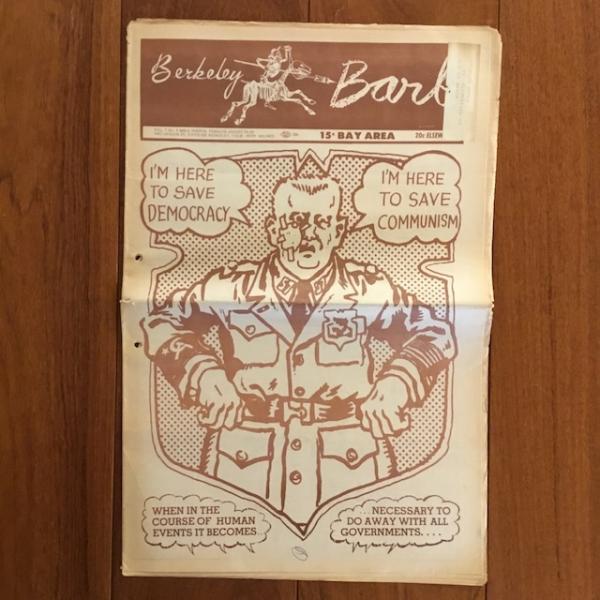 Berkeley Barb
15¢ BAY AREA 20¢ ELSEW
I'M HERE
TO SAVE
DEMOCRACY
I'M HERE
TO SAVE
COMMUNISM
WHEN IN THE
COURSE OF HUMAN
EVENTS IT BECOMES
...NECESSARY TO
DO AWAY WITH ALL
GOVERNMENTS....